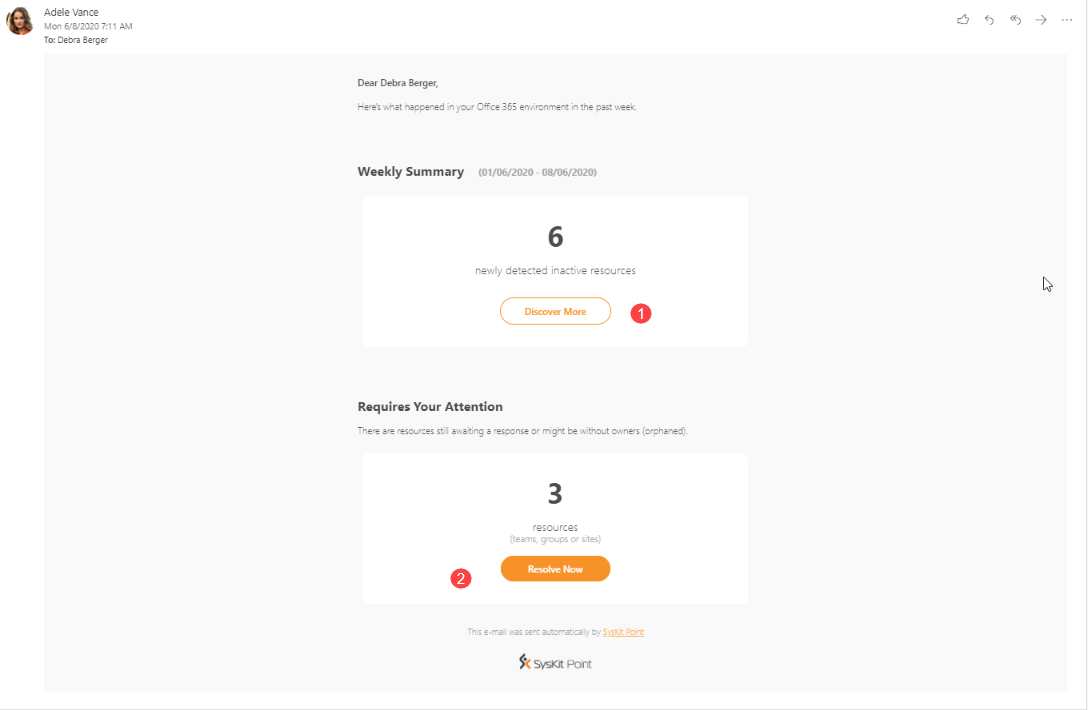 Adele Vance
Mon 6/8/2020 7:11 AM
To: Debra Berger
Dear Debra Berger,
Here's what happened in your Office 365 environment in the past week.
Weekly Summary (01/06/2020 - 08/06/2020)
6
newly detected inactive resources
Discover More 1
Requires Your Attention
There are resources still awaiting a response or might be without owners (orphaned).
3
resources
(teams, groups or sites)
Resolve Now
2
This e-mail was sent automatically by SysKit Point
SysKit Point